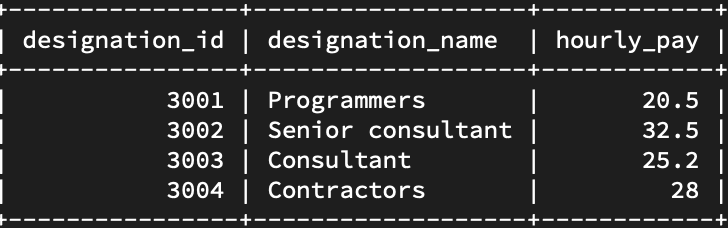 +----------------+-------------------+------------+
| designation_id | designation_name  | hourly_pay |
+----------------+-------------------+------------+
|           3001 | Programmers       |       20.5 |
|           3002 | Senior consultant |       32.5 |
|           3003 | Consultant        |       25.2 |
|           3004 | Contractors       |         28 |
+----------------+-------------------+------------+